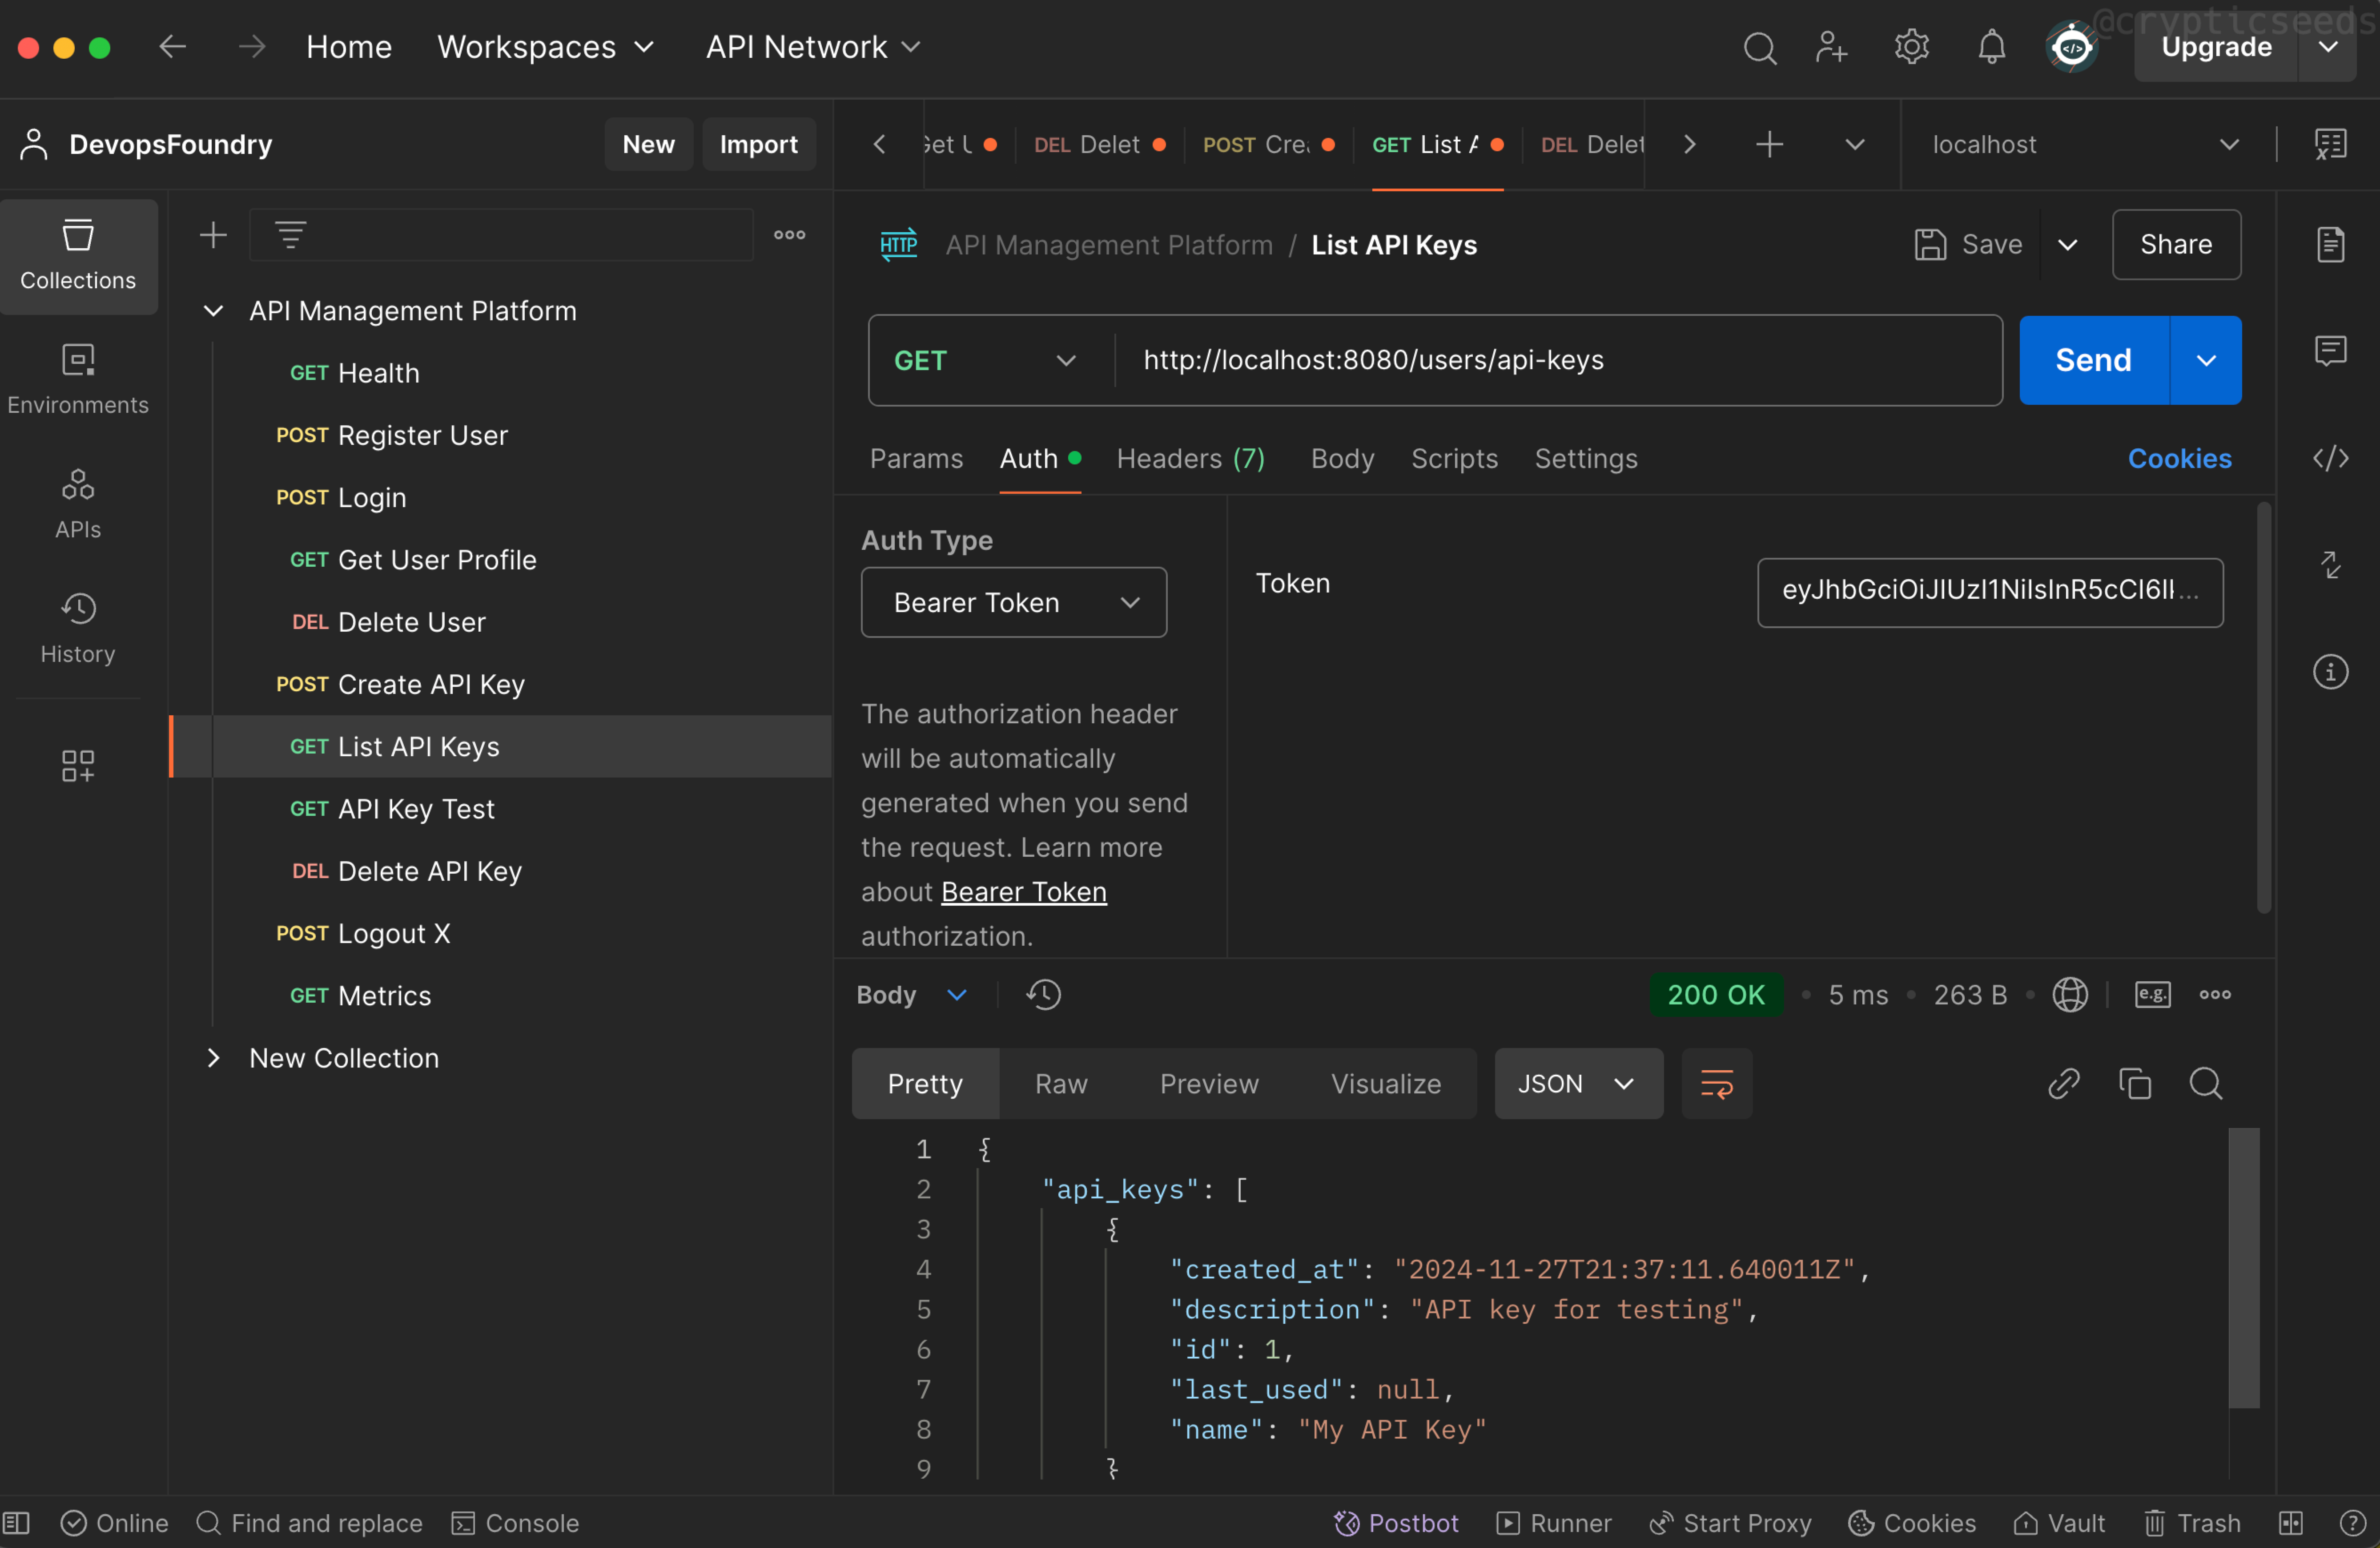 @crypticseeds
Home Workspaces API Network Upgrade
DevopsFoundry New Import
Get U DEL Delet POST Crea GET List A DEL Delet localhost
Collections
Environments
APIs
History
API Management Platform
GET Health
POST Register User
POST Login
GET Get User Profile
DEL Delete User
POST Create API Key
GET List API Keys
GET API Key Test
DEL Delete API Key
POST Logout X
GET Metrics
New Collection
HTTP API Management Platform / List API Keys Save Share
GET http://localhost:8080/users/api-keys Send
Params Auth Headers (7) Body Scripts Settings Cookies
Auth Type
Bearer Token
Token eyJhbGciOiJIUzI1NiIsInR5cCI6Ik...
The authorization header
will be automatically
generated when you send
the request. Learn more
about Bearer Token
authorization.
Body 200 OK • 5 ms • 263 B • e.g.
Pretty Raw Preview Visualize JSON
1 {
2 "api_keys": [
3 {
4 "created_at": "2024-11-27T21:37:11.640011Z",
5 "description": "API key for testing",
6 "id": 1,
7 "last_used": null,
8 "name": "My API Key"
9 }
Online Find and replace Console Postbot Runner Start Proxy Cookies Vault Trash